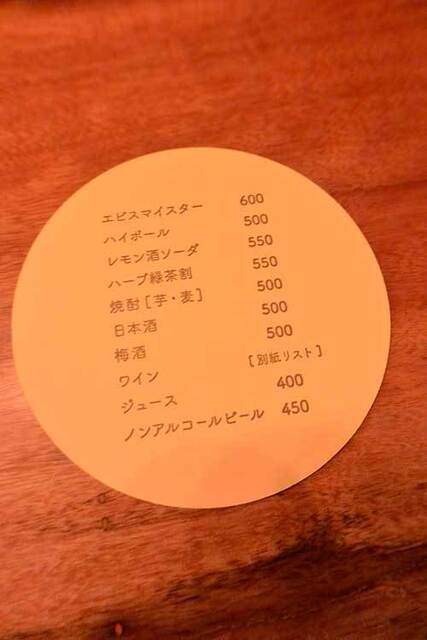 エビスマイスター 600
ハイボール 500
レモン酒ソーダ 550
ハーブ緑茶割 550
焼酎[芋・麦] 500
日本酒 500
梅酒 500
ワイン [別紙リスト]
ジュース 400
ノンアルコールビール 450